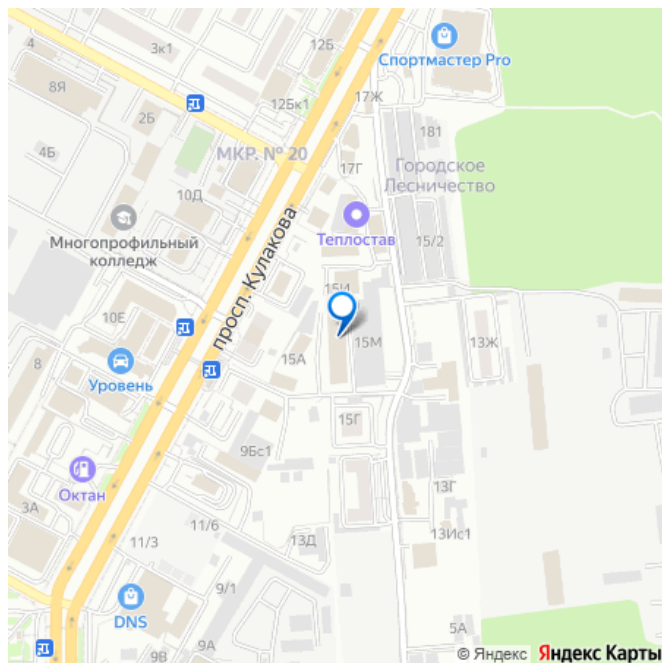 4
3к1
12Б
Спортмастер Pro
8Я
12Бк1
17Ж
2Б
181
4Б
МКР. № 20
17Г
Городское
Лесничество
10Д
Теплостав
15/2
Многопрофильный
колледж
просп. Кулакова
15И
10Е
15М
13Ж
8
Уровень
15А
15Г
9Бс1
Октан
13Г
3А
11/6
13Ис1
11/3
13Д
9/1
DNS
5А
9А
9В
© Яндекс Яндекс Карты